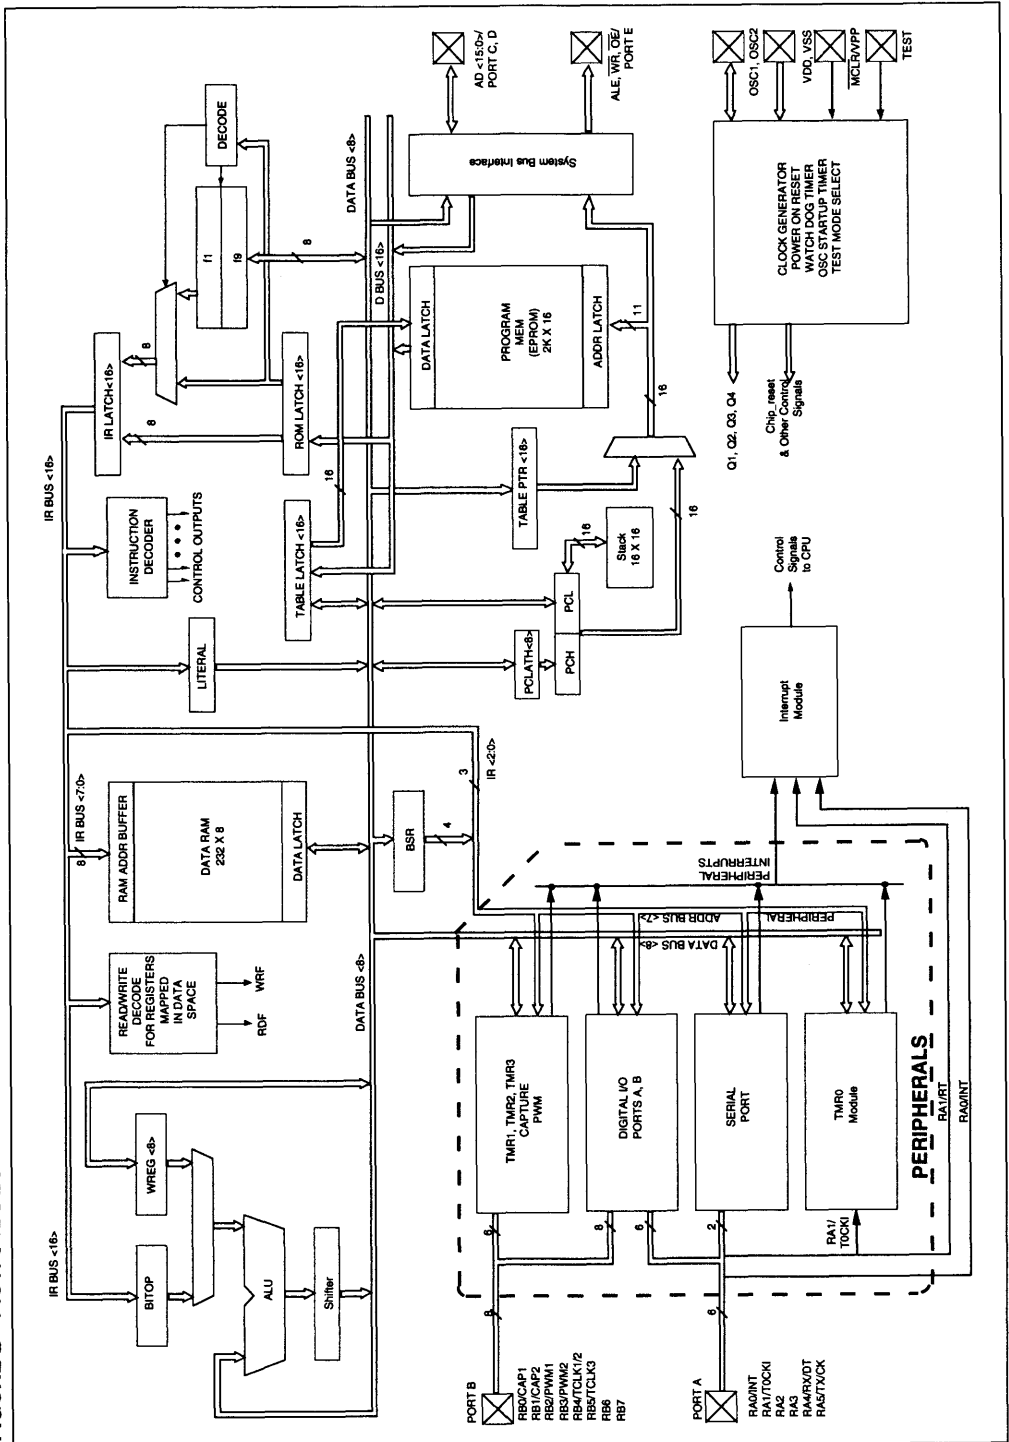 IR BUS <16>
BITOP
WREG <8>
ALU
Shifter
READ/WRITE
DECODE
FOR REGISTERS
MAPPED
IN DATA
SPACE
RDF
WRF
DATA BUS <8>
8
IR BUS <7:0>
RAM ADDR BUFFER
DATA RAM
232 X 8
DATA LATCH
BSR
4
3
IR <2:0>
LITERAL
INSTRUCTION
DECODER
CONTROL OUTPUTS
IR BUS <16>
IR LATCH<16>
8
8
ROM LATCH <16>
TABLE LATCH <16>
16
f1
f9
DECODE
8
DATA BUS <8>
D BUS <16>
PCLATH<8>
PCH
PCL
16
Stack
16 X 16
TABLE PTR <16>
16
16
11
DATA LATCH
PROGRAM
MEM
(EPROM)
2K X 16
ADDR LATCH
System Bus Interface
AD <15:0>/
PORT C, D
ALE, WR, OE/
PORT E
PORT B
RB0/CAP1
RB1/CAP2
RB2/PWM1
RB3/PWM2
RB4/TCLK1/2
RB5/TCLK3
RB6
RB7
8
6
8
6
2
TMR1, TMR2, TMR3
CAPTURE
PWM
DIGITAL I/O
PORTS A, B
SERIAL
PORT
TMR0
Module
RA1/
T0CKI
PERIPHERALS
DATA BUS <8>
ADDR BUS <7>
PERIPHERAL
PERIPHERAL
INTERRUPTS
PORT A
RA0/INT
RA1/T0CKI
RA2
RA3
RA4/RX/DT
RA5/TX/CK
6
RA1/RT
RA0/INT
Interrupt
Module
Control
Signals
to CPU
Q1, Q2, Q3, Q4
Chip_reset
& Other Control
Signals
CLOCK GENERATOR
POWER ON RESET
WATCH DOG TIMER
OSC STARTUP TIMER
TEST MODE SELECT
OSC1, OSC2
VDD, VSS
MCLR/VPP
TEST